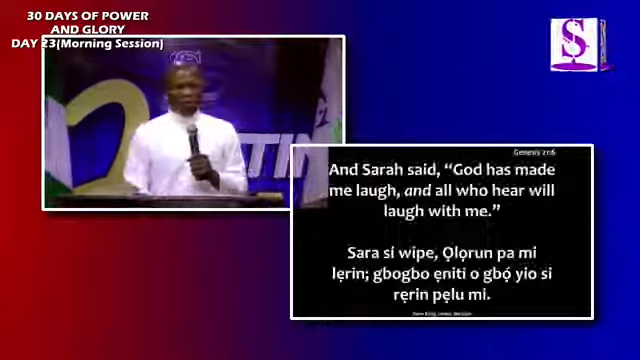 30 DAYS OF POWER
AND GLORY
DAY 23(Morning Session)
S
Genesis 21:6
And Sarah said, “God has made
me laugh, and all who hear will
laugh with me.”
Sara si wipe, Ọlọrun pa mi
lẹrin; gbogbo ẹniti o gbọ́ yio si
rẹrin pẹlu mi.